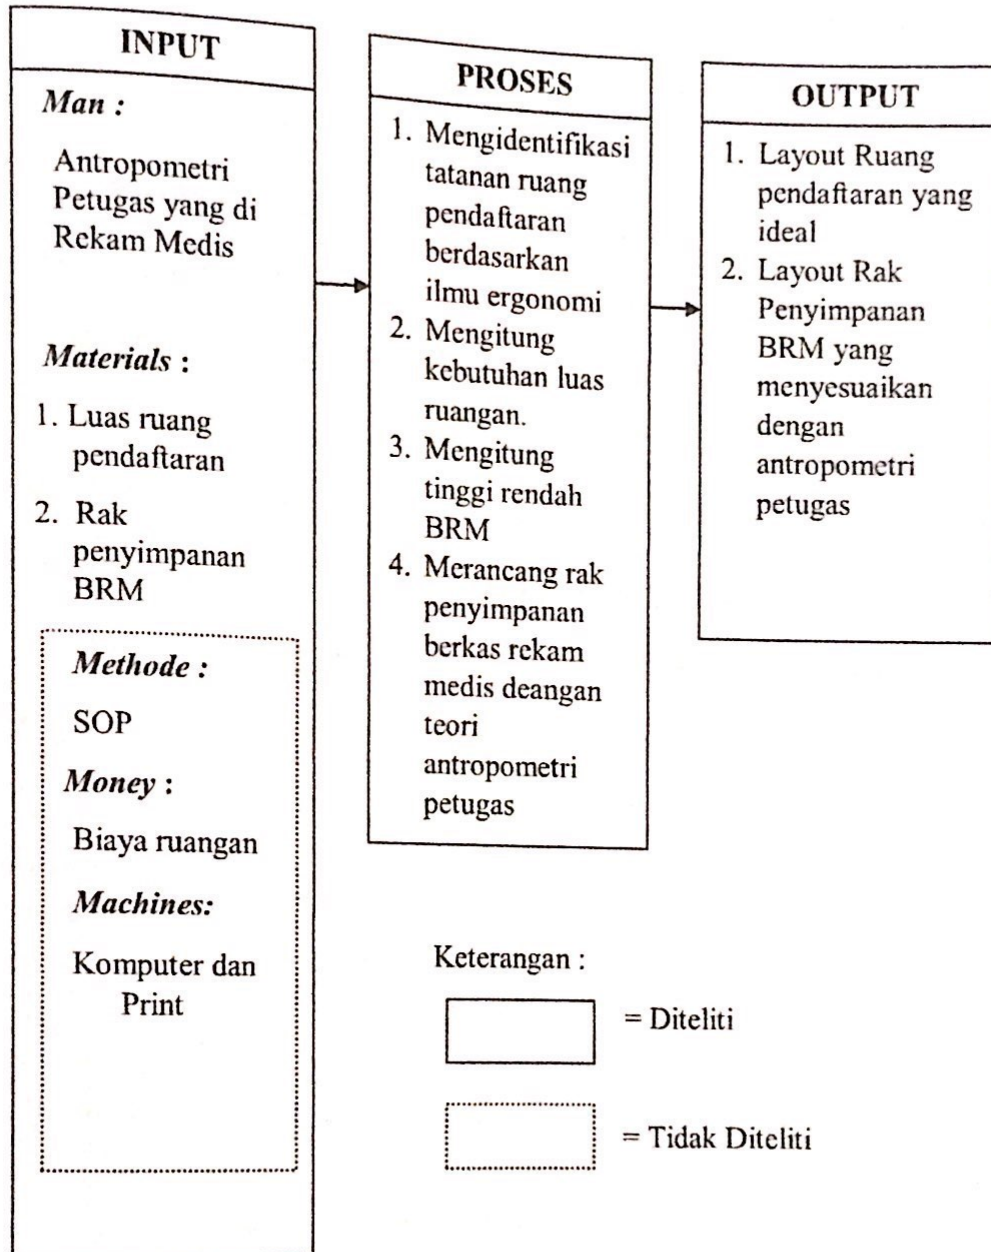 INPUT
Man :
Antropometri
Petugas yang di
Rekam Medis
Materials :
1. Luas ruang
pendaftaran
2. Rak
penyimpanan
BRM
Methode :
SOP
Money :
Biaya ruangan
Machines:
Komputer dan
Print
PROSES
1. Mengidentifikasi
tatanan ruang
pendaftaran
berdasarkan
ilmu ergonomi
2. Mengitung
kebutuhan luas
ruangan.
3. Mengitung
tinggi rendah
BRM
4. Merancang rak
penyimpanan
berkas rekam
medis deangan
teori
antropometri
petugas
OUTPUT
1. Layout Ruang
pendaftaran yang
ideal
2. Layout Rak
Penyimpanan
BRM yang
menyesuaikan
dengan
antropometri
petugas
Keterangan :
= Diteliti
= Tidak Diteliti